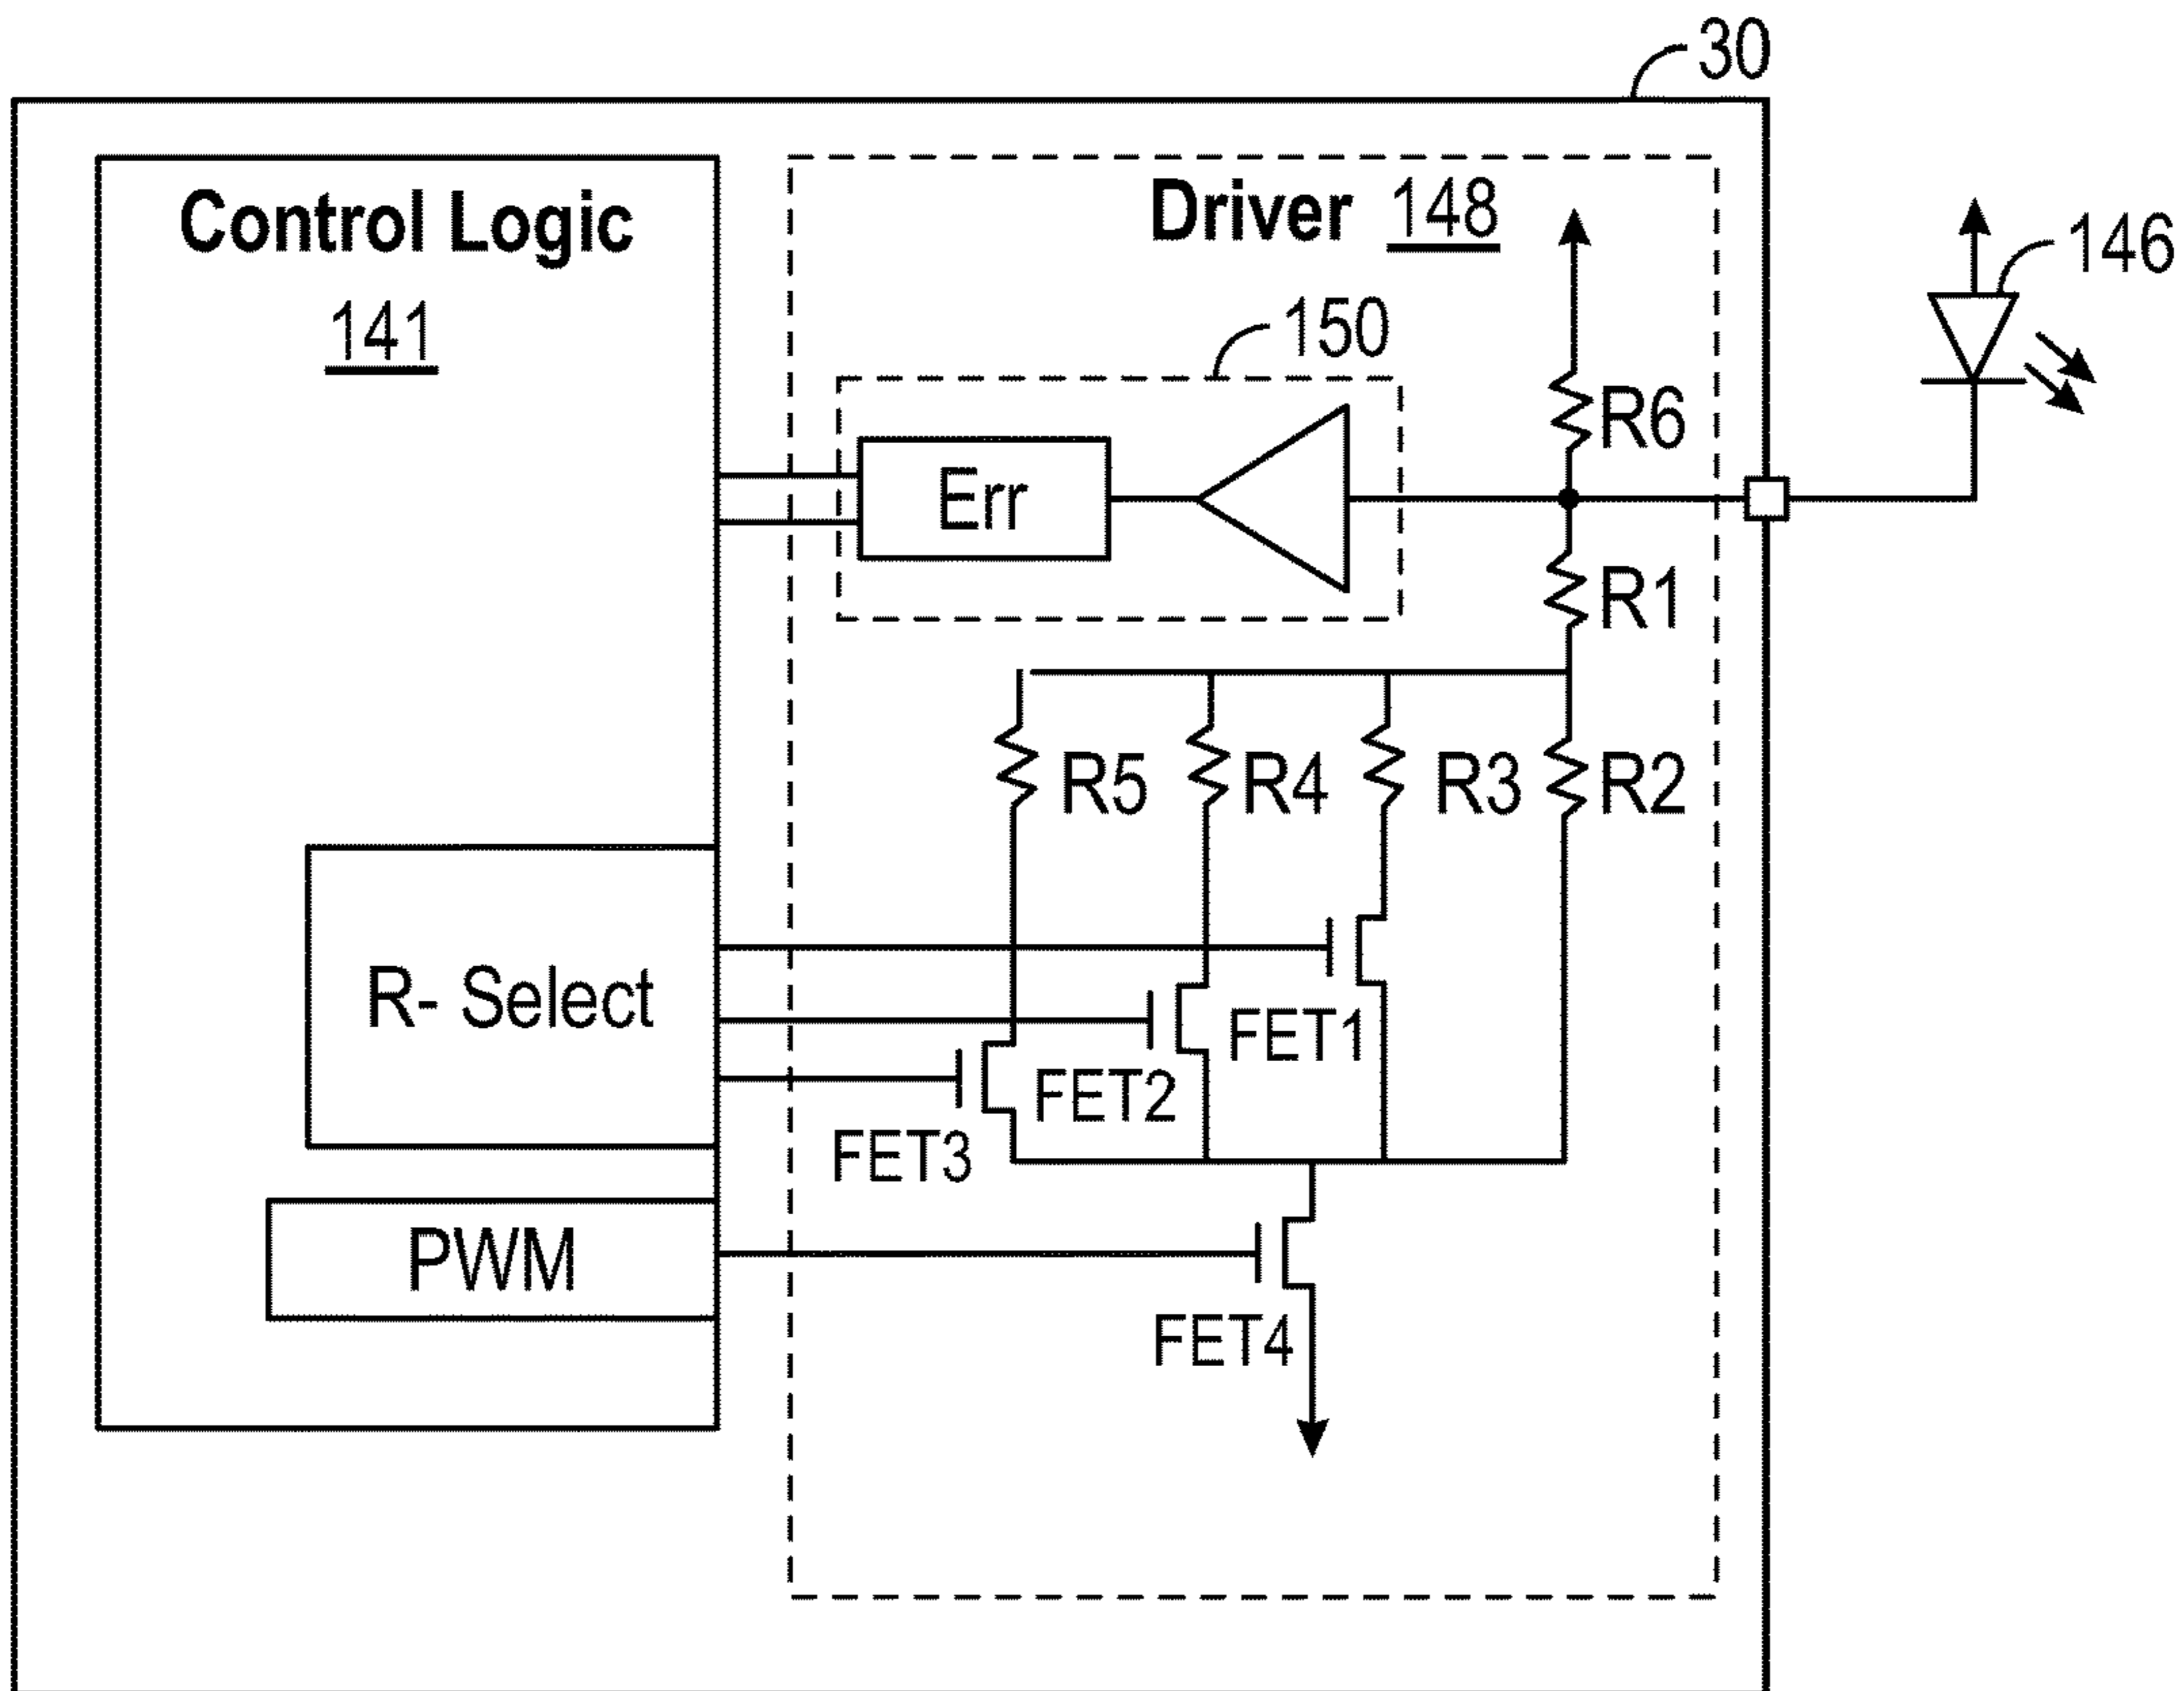 30
Control Logic
141
Driver 148
146
150
R6
Err
R1
R5
R4
R3
R2
R- Select
FET1
FET2
FET3
PWM
FET4